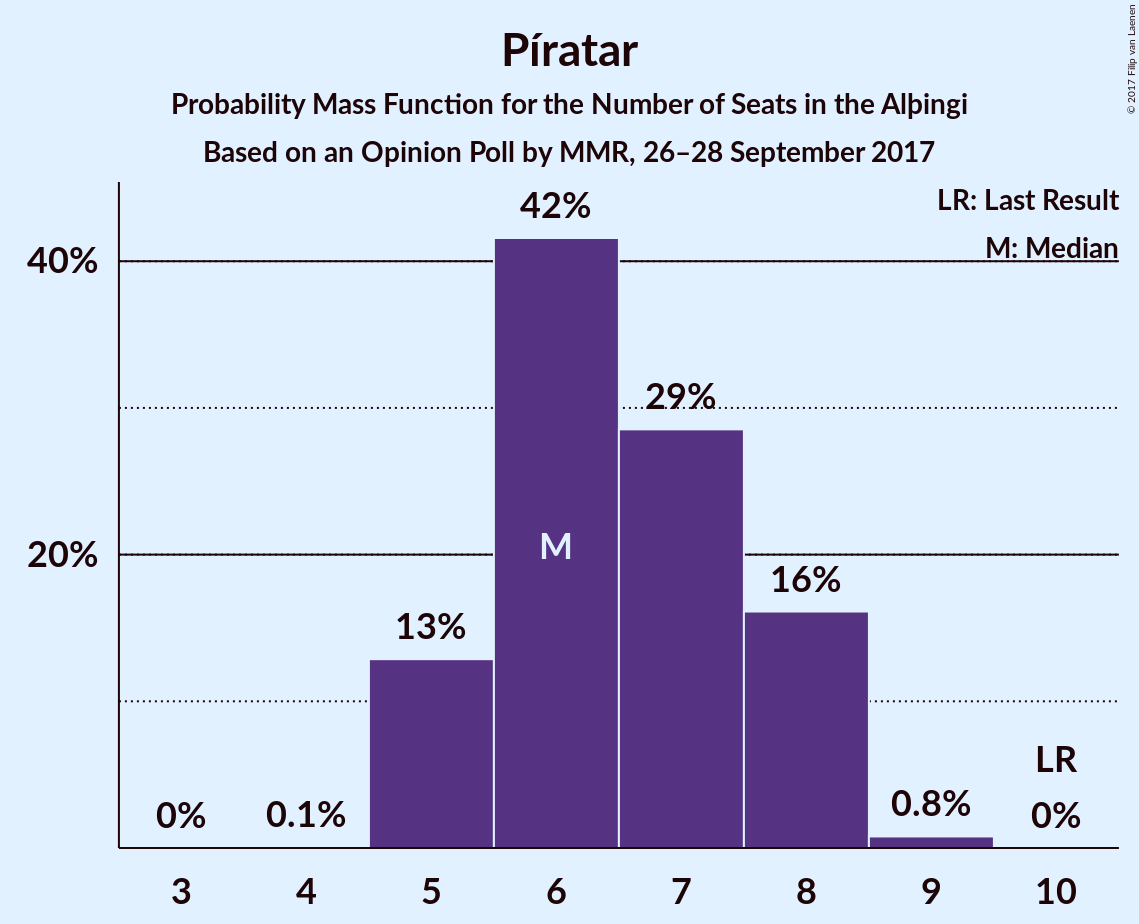 Píratar
Probability Mass Function for the Number of Seats in the Alþingi
Based on an Opinion Poll by MMR, 26–28 September 2017
© 2017 Filip van Laenen
LR: Last Result
M: Median
40%
20%
0%
0.1%
13%
42%
M
29%
16%
0.8%
LR
0%
3 4 5 6 7 8 9 10